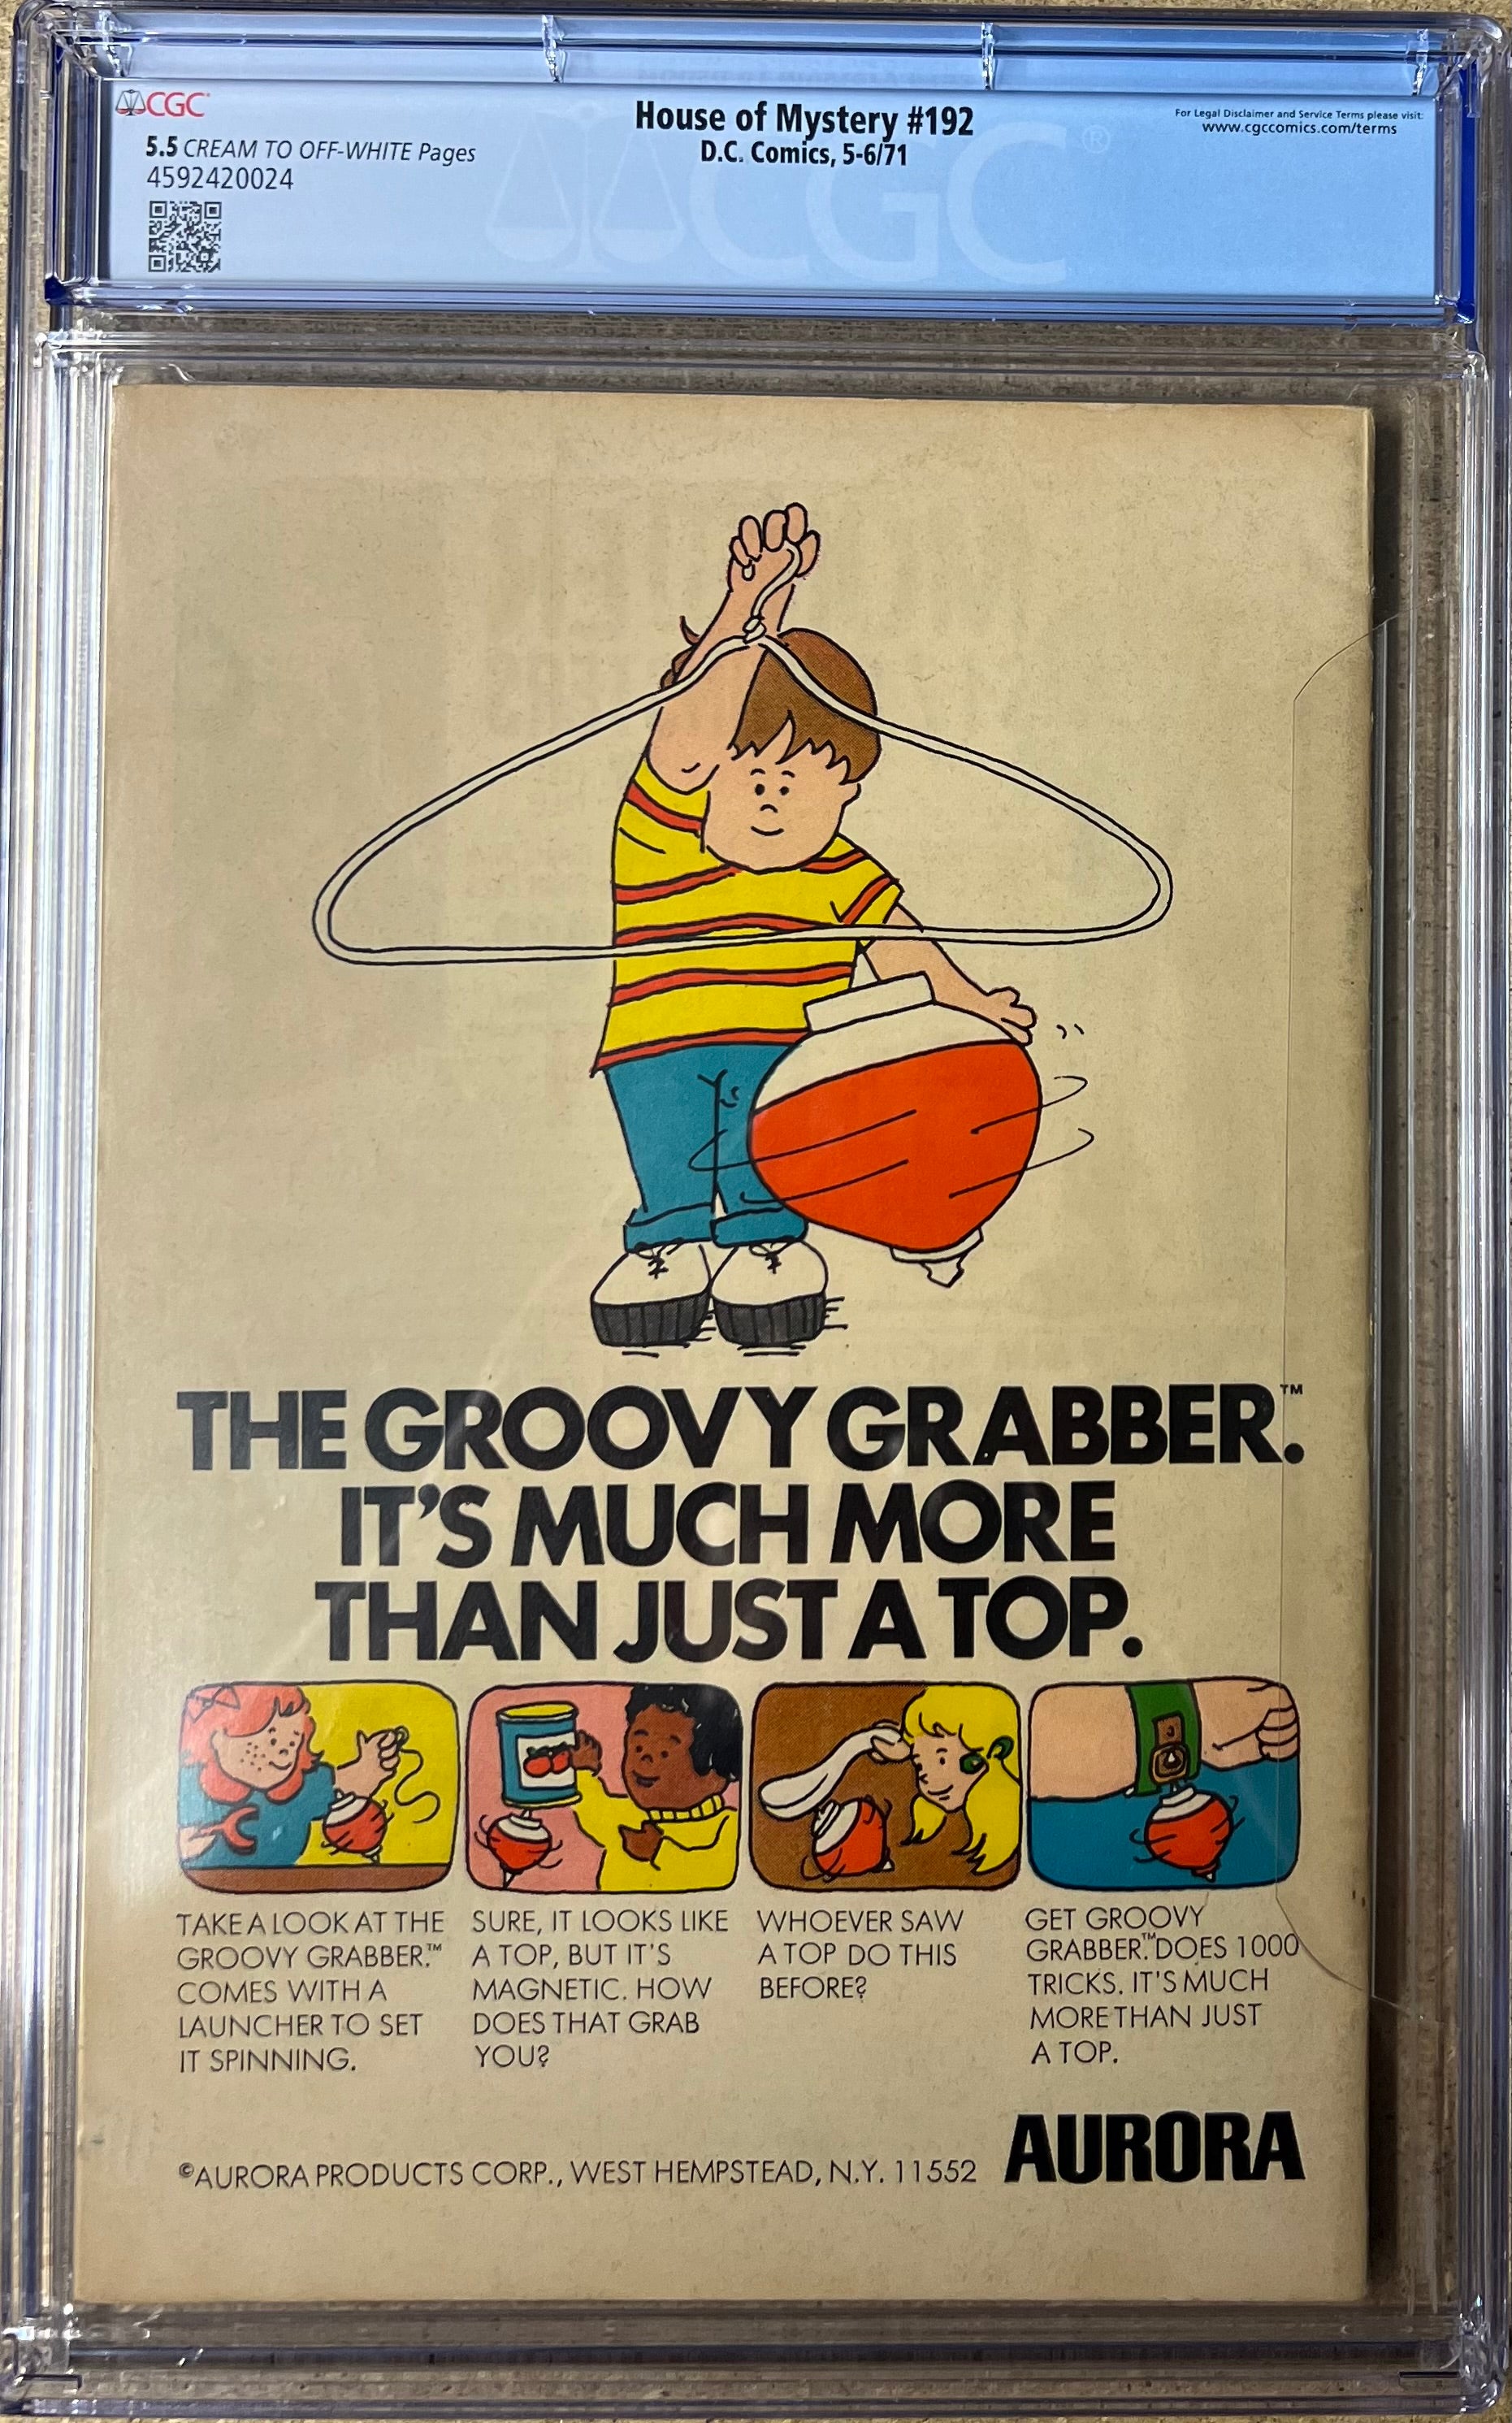 CGC
5.5 CREAM TO OFF-WHITE Pages
4592420024
House of Mystery #192
D.C. Comics, 5-6/71
For Legal Disclaimer and Service Terms please visit:
www.cgccomics.com/terms
CGC®
THE GROOVY GRABBER.™
IT'S MUCH MORE
THAN JUST A TOP.
TAKE A LOOK AT THE
GROOVY GRABBER.™
COMES WITH A
LAUNCHER TO SET
IT SPINNING.
SURE, IT LOOKS LIKE
A TOP, BUT IT'S
MAGNETIC. HOW
DOES THAT GRAB
YOU?
WHOEVER SAW
A TOP DO THIS
BEFORE?
GET GROOVY
GRABBER.™ DOES 1000
TRICKS. IT'S MUCH
MORE THAN JUST
A TOP.
©AURORA PRODUCTS CORP., WEST HEMPSTEAD, N.Y. 11552
AURORA